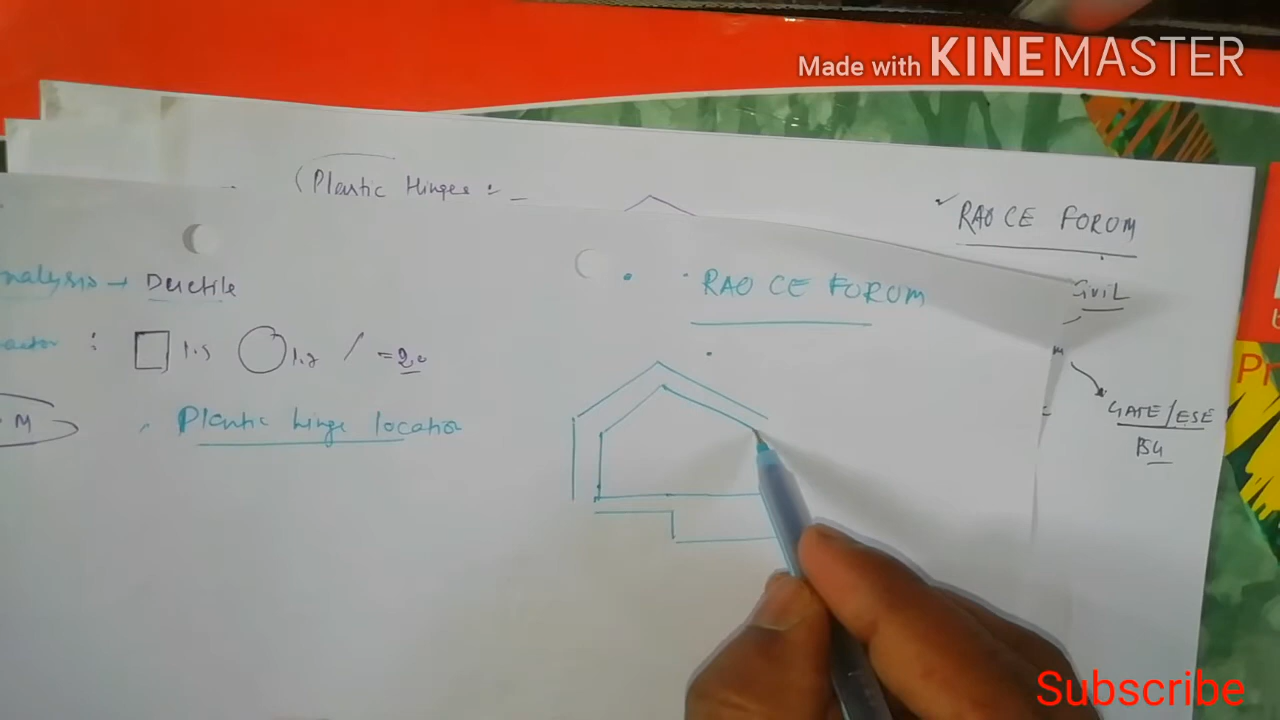 Made with KINEMASTER
(Plastic Hinges :-
RAO CE FORUM
nalysis → Ductile
RAO CE FORUM
CIVIL
: 1.5 1.7 = 2.0
M
Plastic hinge location
GATE/ESE
PSU
Subscribe